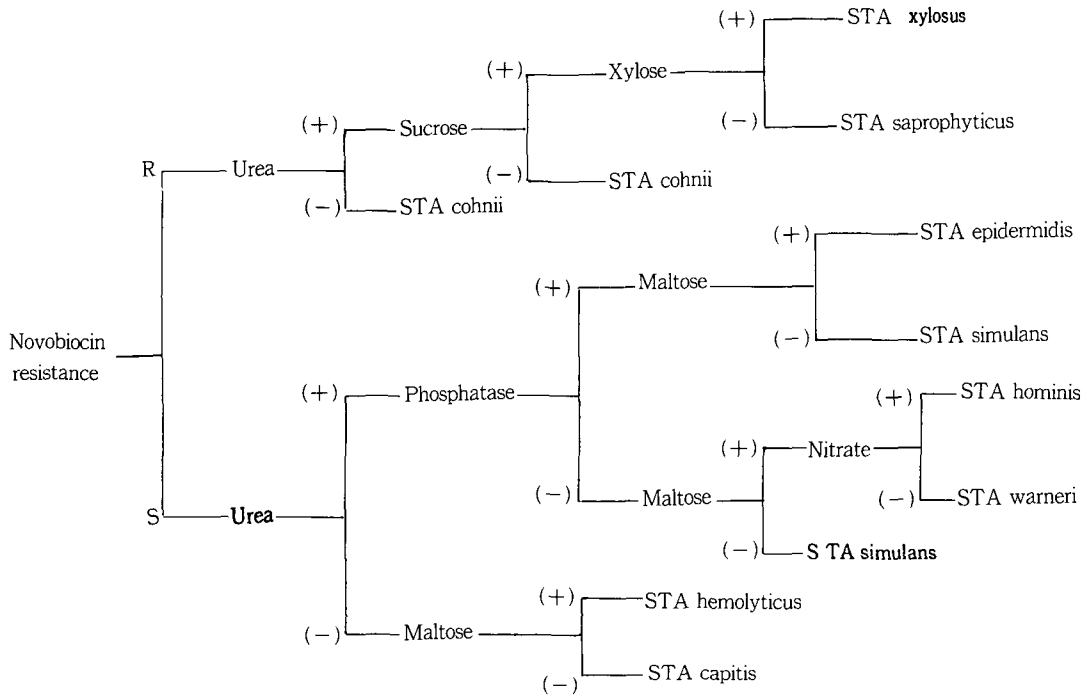 (+) STA xylosus
(+) Xylose
(−) STA saprophyticus
(+) Sucrose
R Urea
(−) STA cohnii
(−) STA cohnii
(+) STA epidermidis
(+) Maltose
(−) STA simulans
Novobiocin
resistance
(+) Phosphatase
(+) STA hominis
(+) Nitrate
(−) Maltose
(−) STA warneri
S Urea
(−) S TA simulans
(+) STA hemolyticus
(−) Maltose
(−) STA capitis